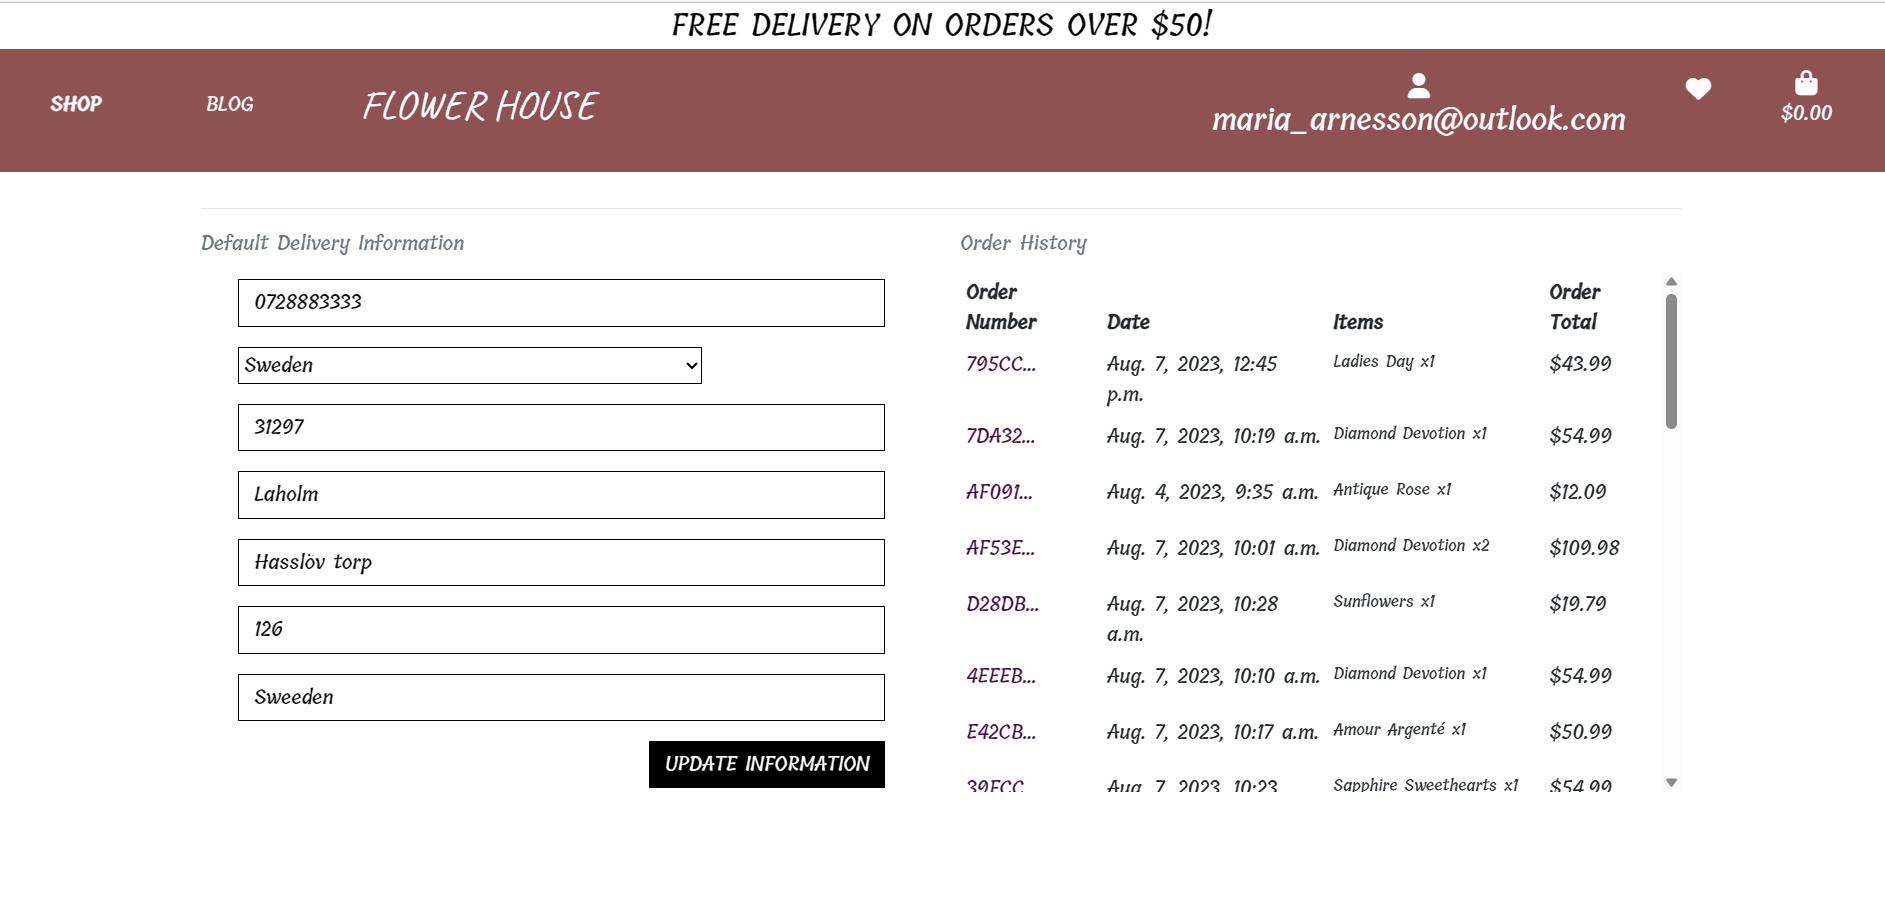 FREE DELIVERY ON ORDERS OVER $50!
SHOP BLOG FLOWER HOUSE maria_arnesson@outlook.com $0.00
Default Delivery Information
0728883333
Sweden
31297
Laholm
Hasslöv torp
126
Sweeden
UPDATE INFORMATION
Order History
Order Number Date Items Order Total
795CC... Aug. 7, 2023, 12:45 p.m. Ladies Day x1 $43.99
7DA32... Aug. 7, 2023, 10:19 a.m. Diamond Devotion x1 $54.99
AF091... Aug. 4, 2023, 9:35 a.m. Antique Rose x1 $12.09
AF53E... Aug. 7, 2023, 10:01 a.m. Diamond Devotion x2 $109.98
D28DB... Aug. 7, 2023, 10:28 a.m. Sunflowers x1 $19.79
4EEEB... Aug. 7, 2023, 10:10 a.m. Diamond Devotion x1 $54.99
E42CB... Aug. 7, 2023, 10:17 a.m. Amour Argenté x1 $50.99
Aug. 7, 2023, 10:23 Sapphire Sweethearts x1 $54.99